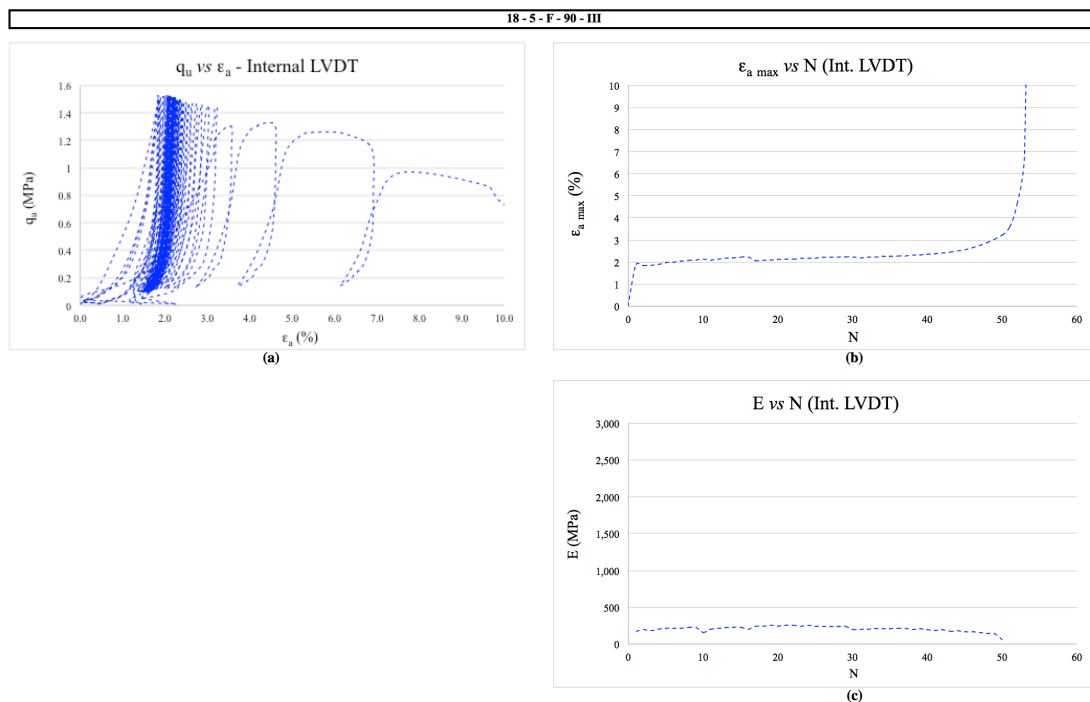 18 - 5 - F - 90 - III
qu vs εa - Internal LVDT
1.6
1.4
1.2
1
0.8
0.6
0.4
0.2
0
qu (MPa)
0.0 1.0 2.0 3.0 4.0 5.0 6.0 7.0 8.0 9.0 10.0
εa (%)
(a)
εa max vs N (Int. LVDT)
10
9
8
7
6
5
4
3
2
1
0
εa max (%)
0 10 20 30 40 50 60
N
(b)
E vs N (Int. LVDT)
3,000
2,500
2,000
1,500
1,000
500
0
E (MPa)
0 10 20 30 40 50 60
N
(c)